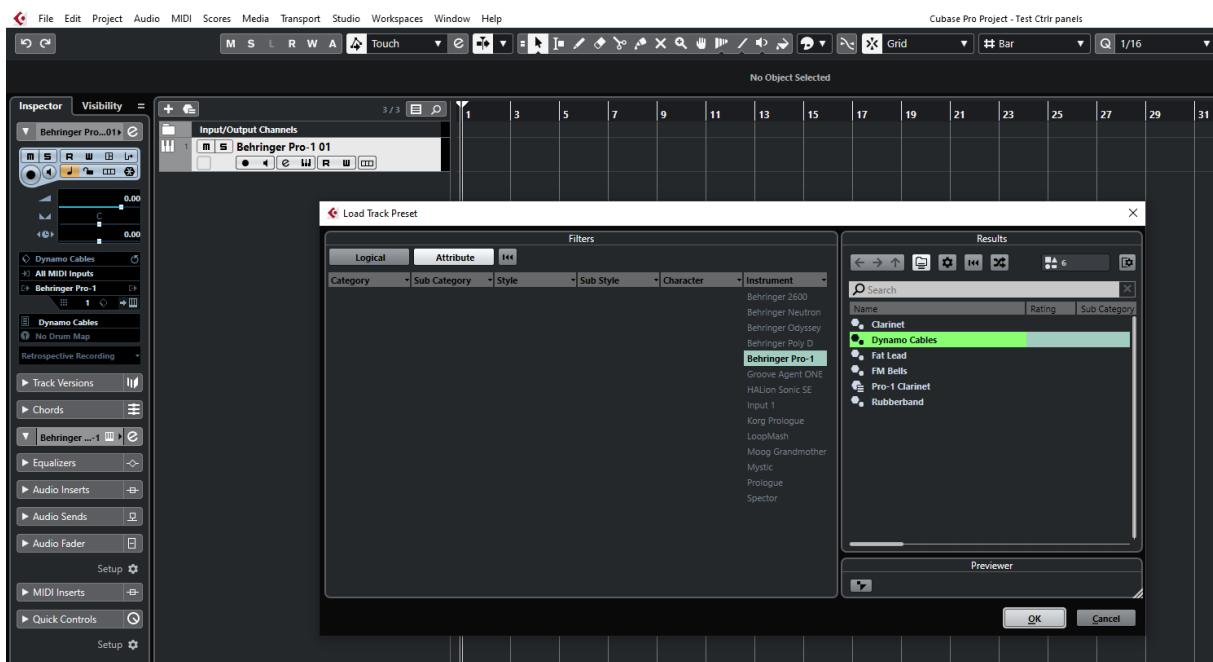 File Edit Project Audio MIDI Scores Media Transport Studio Workspaces Window Help
Cubase Pro Project - Test Ctrlr panels
M S L R W A Touch Grid Bar Q 1/16
No Object Selected
Inspector Visibility
3/3
1 3 5 7 9 11 13 15 17 19 21 23 25 27 29 31
Behringer Pro...01
Input/Output Channels
1 m S Behringer Pro-1 01
R
m S R
0.00
C
0.00
Dynamo Cables
All MIDI Inputs
Behringer Pro-1
1
Dynamo Cables
No Drum Map
Retrospective Recording
Track Versions
Chords
Behringer ...-1
Equalizers
Audio Inserts
Audio Sends
Audio Fader
Setup
MIDI Inserts
Quick Controls
Setup
Load Track Preset
Filters
Logical Attribute
Category Sub Category Style Sub Style Character Instrument
Behringer 2600
Behringer Neutron
Behringer Odyssey
Behringer Poly D
Behringer Pro-1
Groove Agent ONE
HALion Sonic SE
Input 1
Korg Prologue
LoopMash
Moog Grandmother
Mystic
Prologue
Spector
Results
6
Search
Name Rating Sub Category
Clarinet
Dynamo Cables
Fat Lead
FM Bells
Pro-1 Clarinet
Rubberband
Previewer
OK Cancel